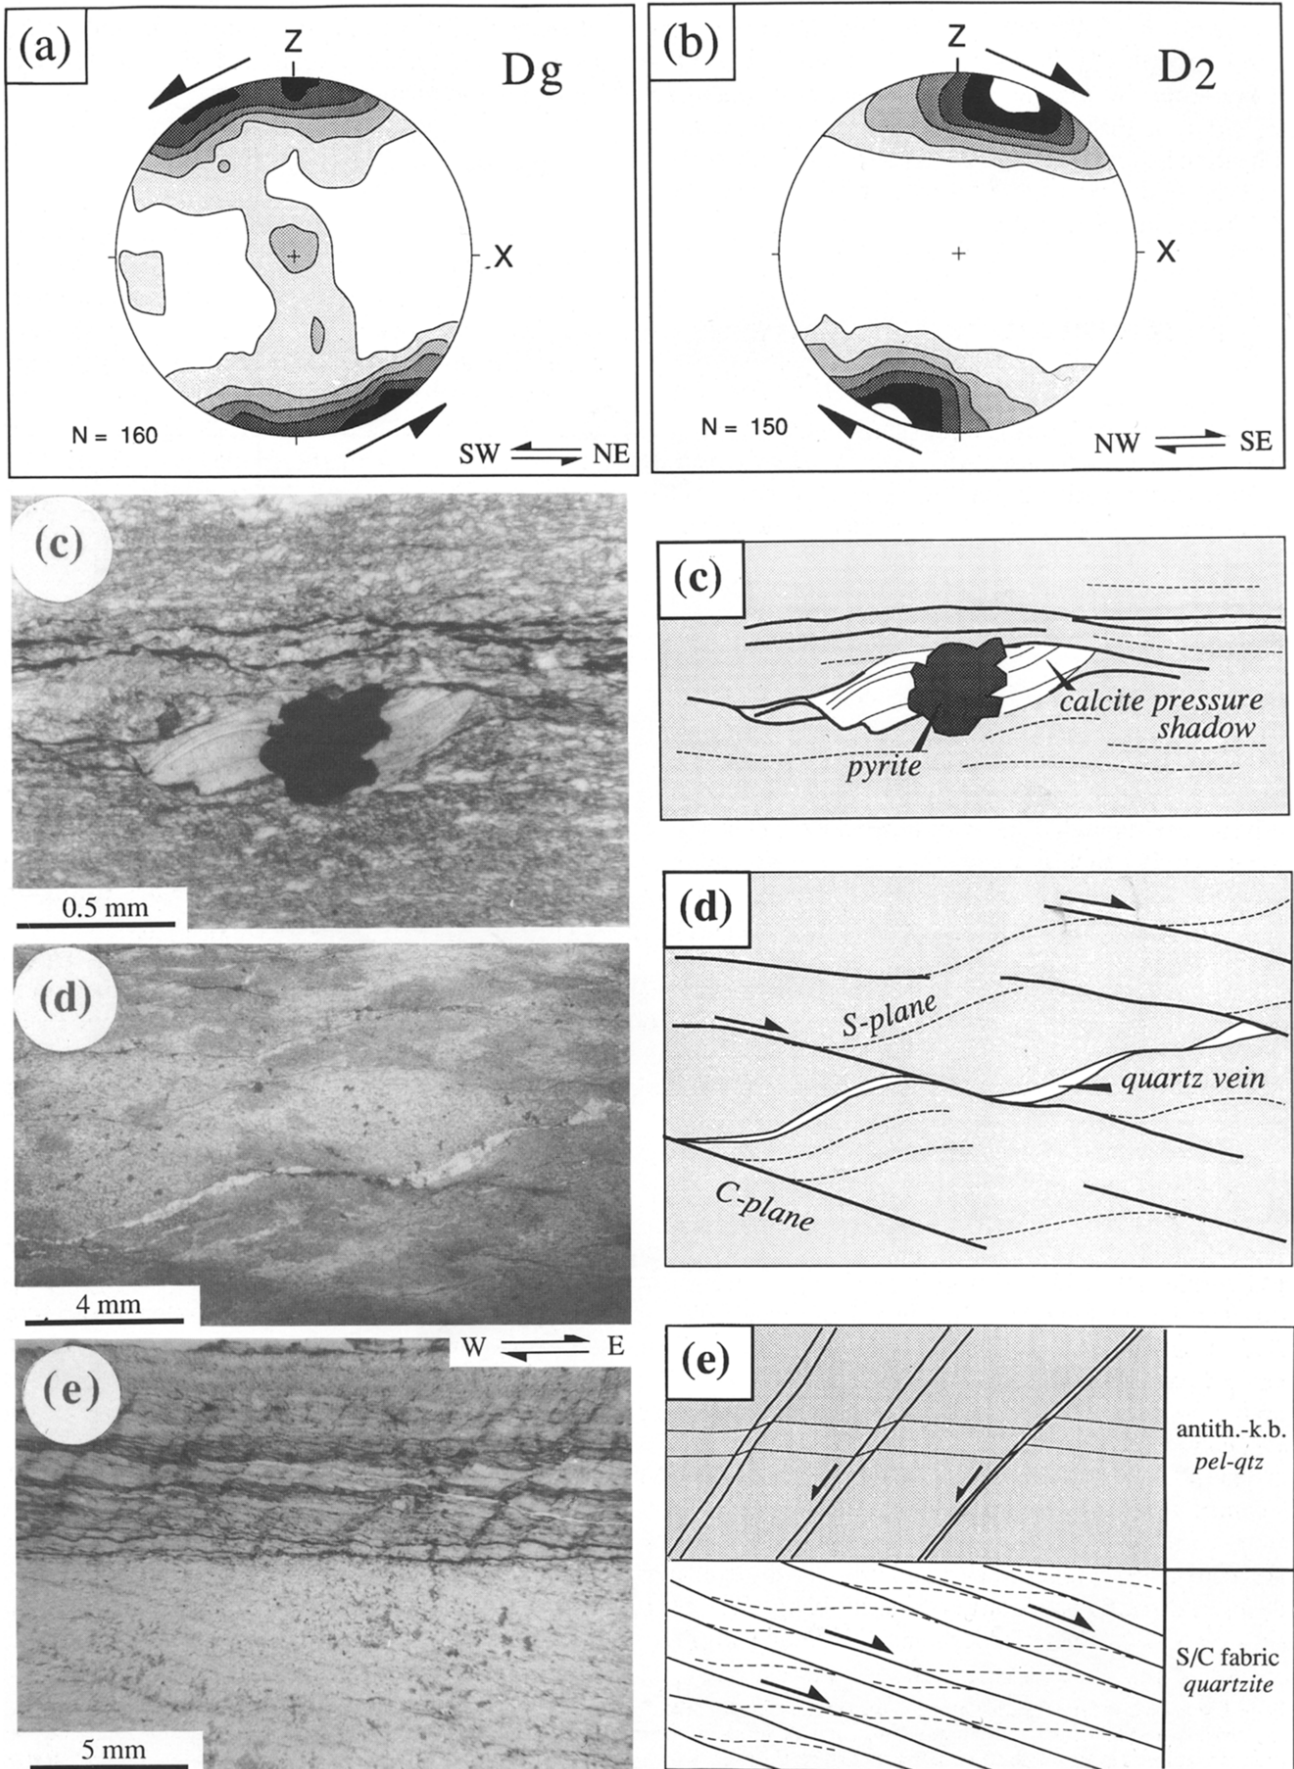 (a)
Z
Dg
X
N = 160
SW NE
(b)
Z
D2
X
N = 150
NW SE
(c)
0.5 mm
(c)
calcite pressure
shadow
pyrite
(d)
4 mm
(d)
S-plane
quartz vein
C-plane
W E
(e)
5 mm
(e)
antith.-k.b.
pel-qtz
S/C fabric
quartzite